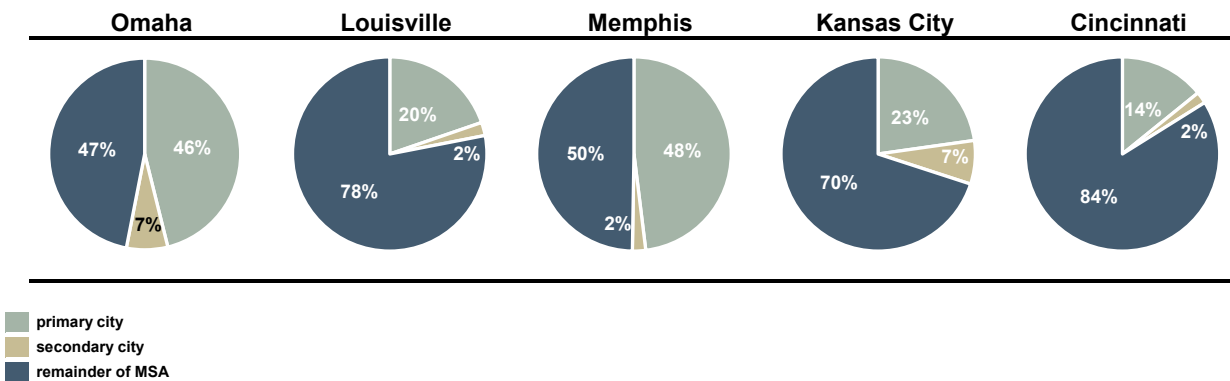 Omaha Louisville Memphis Kansas City Cincinnati
47% 46% 7%
20% 2% 78%
50% 48% 2%
23% 7% 70%
14% 2% 84%
primary city
secondary city
remainder of MSA